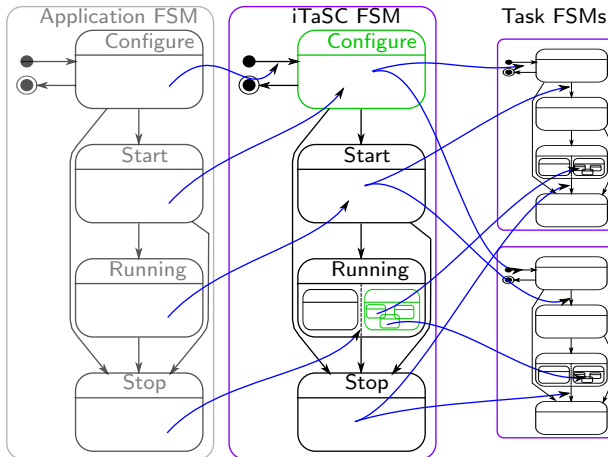 Application FSM
Configure
Start
Running
Stop
iTaSC FSM
Configure
Start
Running
Stop
Task FSMs